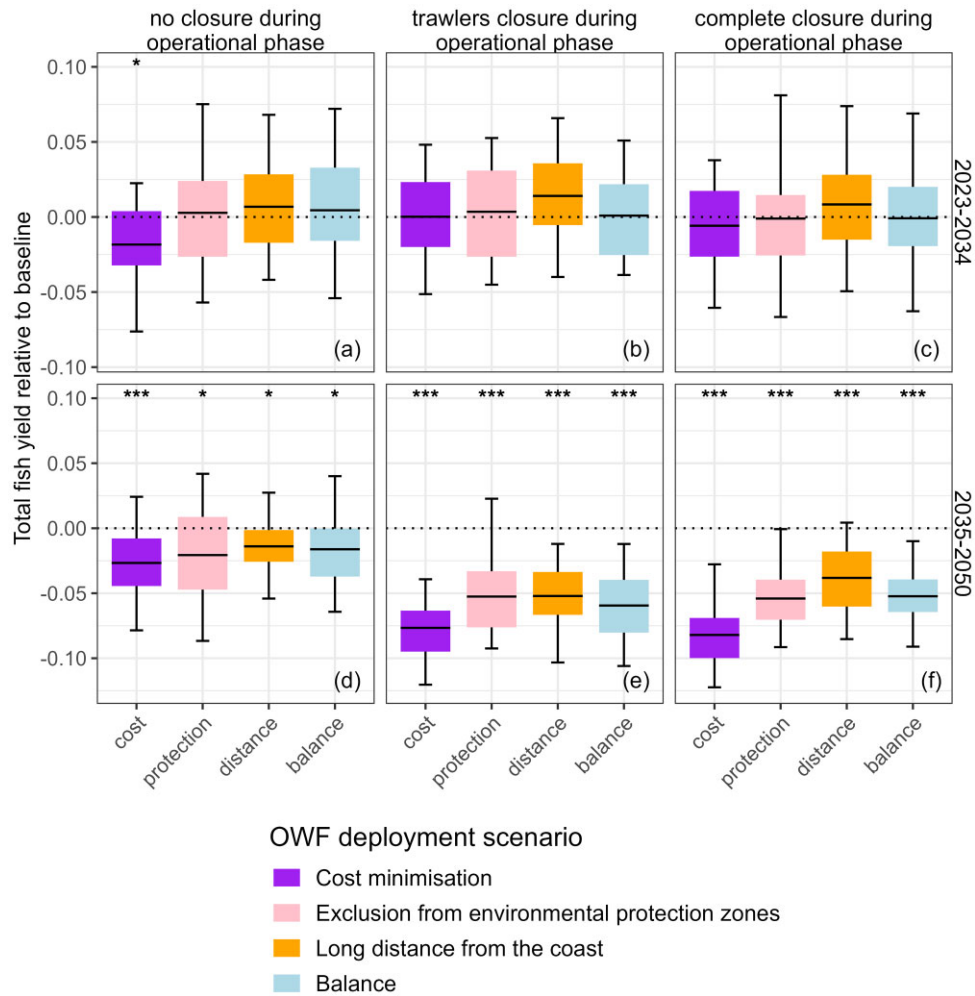 no closure during
operational phase
trawlers closure during
operational phase
complete closure during
operational phase
Total fish yield relative to baseline
0.10
0.05
0.00
-0.05
-0.10
*
(a)
(b)
(c)
2023-2034
0.10
0.05
0.00
-0.05
-0.10
*** * * *
(d)
*** *** *** ***
(e)
*** *** *** ***
(f)
2035-2050
cost
protection
distance
balance
cost
protection
distance
balance
cost
protection
distance
balance
OWF deployment scenario
Cost minimisation
Exclusion from environmental protection zones
Long distance from the coast
Balance